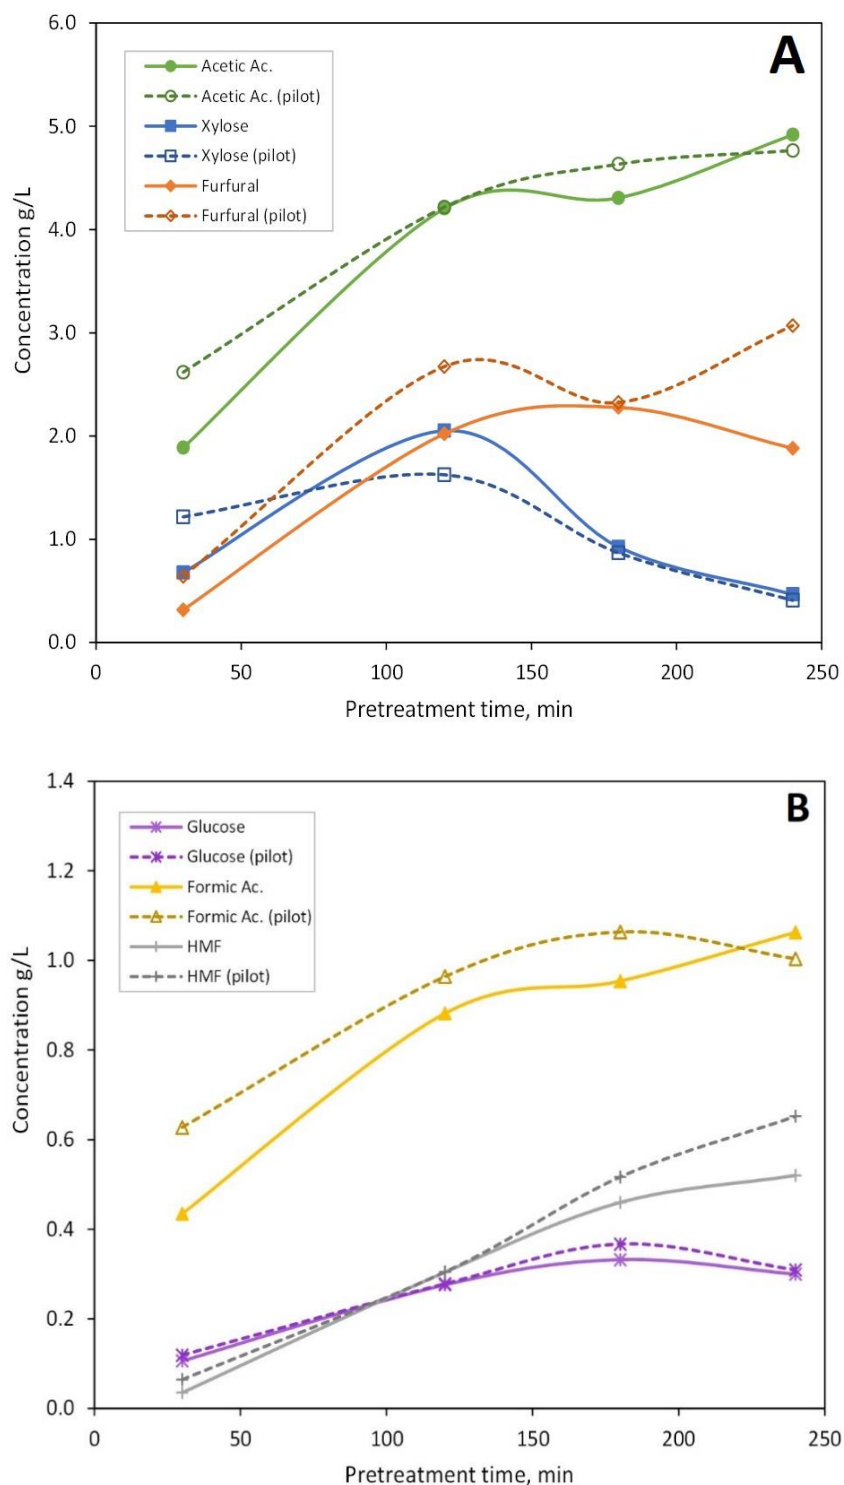 A
Acetic Ac.
Acetic Ac. (pilot)
Xylose
Xylose (pilot)
Furfural
Furfural (pilot)
Concentration g/L
6.0
5.0
4.0
3.0
2.0
1.0
0.0
0 50 100 150 200 250
Pretreatment time, min
B
Glucose
Glucose (pilot)
Formic Ac.
Formic Ac. (pilot)
HMF
HMF (pilot)
Concentration g/L
1.4
1.2
1.0
0.8
0.6
0.4
0.2
0.0
0 50 100 150 200 250
Pretreatment time, min